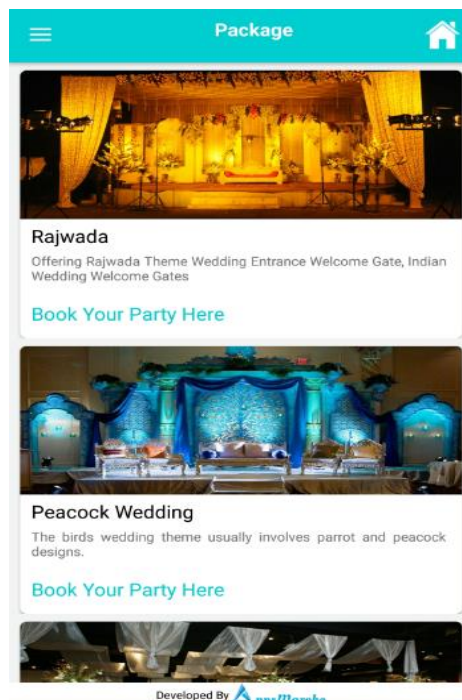 Package
Rajwada
Offering Rajwada Theme Wedding Entrance Welcome Gate, Indian
Wedding Welcome Gates
Book Your Party Here
Peacock Wedding
The birds wedding theme usually involves parrot and peacock
designs.
Book Your Party Here
Developed By